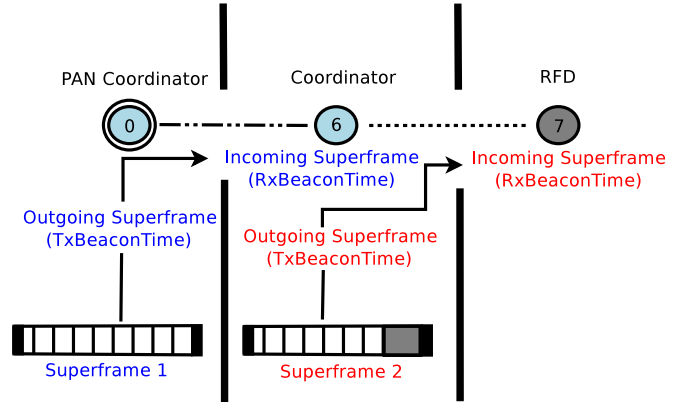 PAN Coordinator
Coordinator
RFD
0
6
7
Incoming Superframe
(RxBeaconTime)
Incoming Superframe
(RxBeaconTime)
Outgoing Superframe
(TxBeaconTime)
Outgoing Superframe
(TxBeaconTime)
Superframe 1
Superframe 2